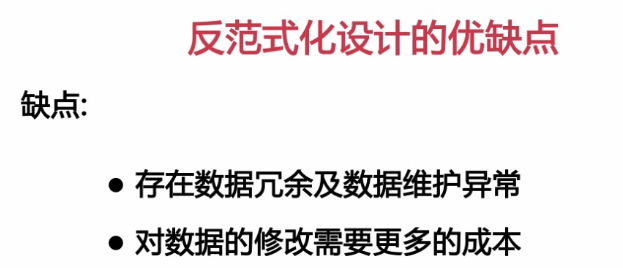 反范式化设计的优缺点
缺点:
● 存在数据冗余及数据维护异常
● 对数据的修改需要更多的成本